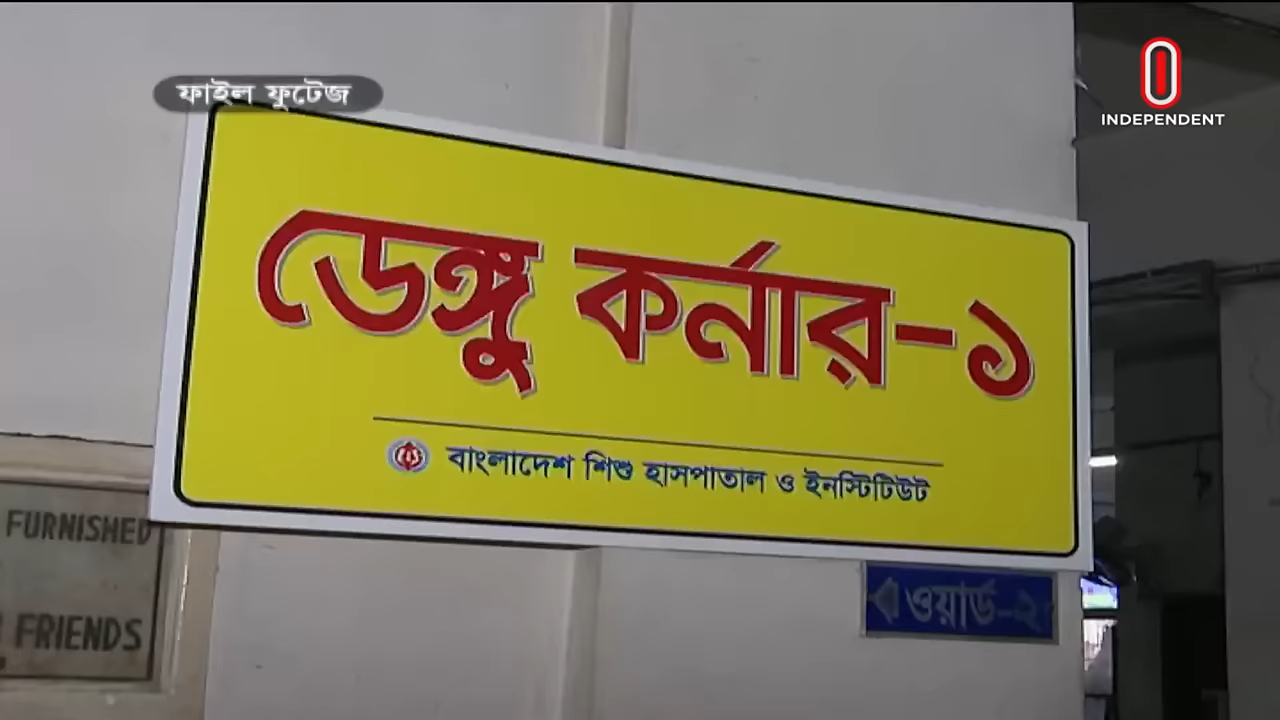 ফাইল ফুটেজ
INDEPENDENT
ডেঙ্গু কর্নার-১
বাংলাদেশ শিশু হাসপাতাল ও ইনস্টিটিউট
FURNISHED
FRIENDS
ওয়ার্ড-২